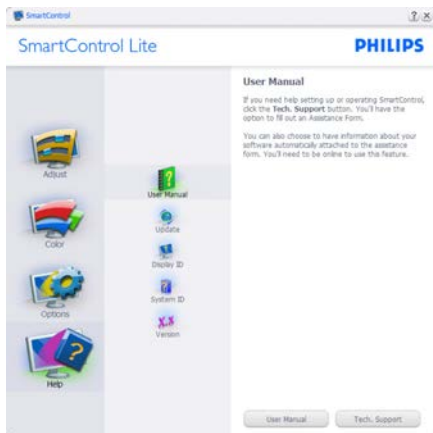 SmartControl
SmartControl Lite
PHILIPS
Adjust
Color
Options
Help
User Manual
Update
Display ID
System ID
Version
User Manual
If you need help setting up or operating SmartControl,
click the Tech. Support button. You'll have the
option to fill out an Assistance Form.
You can also choose to have information about your
software automatically attached to the assistance
form. You'll need to be online to use this feature.
User Manual
Tech. Support